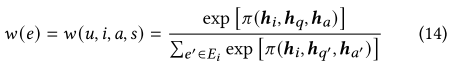 w(e) = w(u, i, a, s) = exp [π(h_i, h_q, h_a)] / ∑_{e′∈E_i} exp [π(h_i, h_{q′}, h_{a′})] (14)